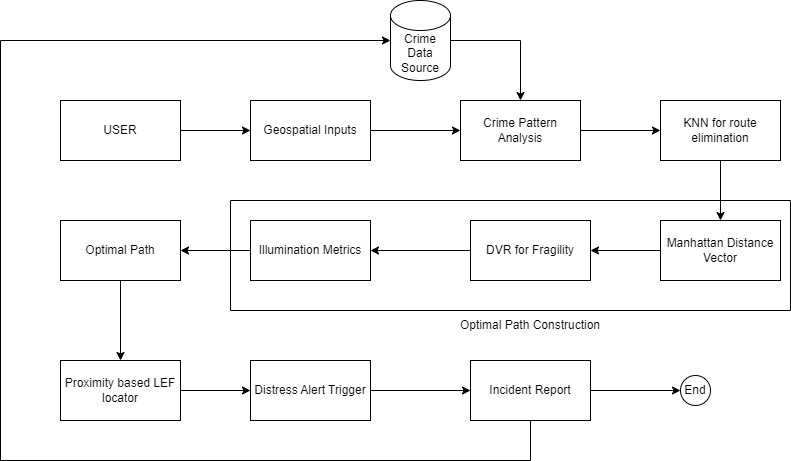 Crime
Data
Source
USER
Geospatial Inputs
Crime Pattern
Analysis
KNN for route
elimination
Optimal Path
Illumination Metrics
DVR for Fragility
Manhattan Distance
Vector
Optimal Path Construction
Proximity based LEF
locator
Distress Alert Trigger
Incident Report
End